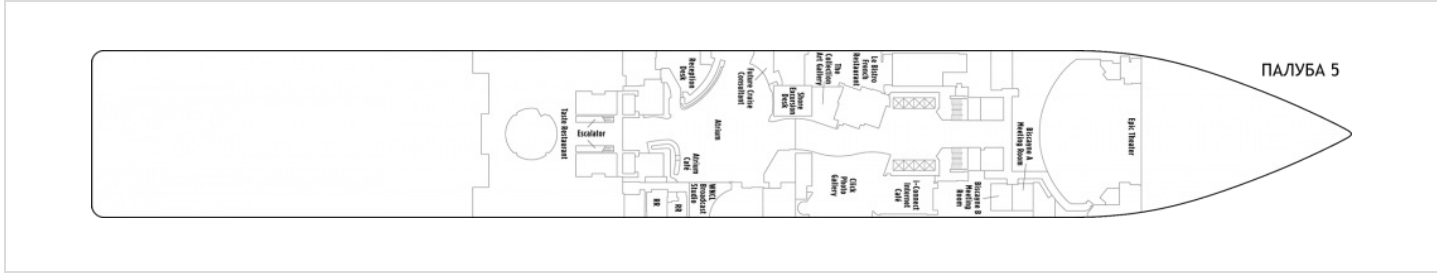 ПАЛУБА 5
Reception
Desk
Future Cruise
Consultant
The
Collection
Art Gallery
Le Bistro
French
Restaurant
Shore
Excursion
Desk
Taste Restaurant
Escalator
Atrium
Epic Theater
Biscayne A
Meeting Room
Atrium
Café
WNCL
Broadcast
Studio
RR
RR
Click
Photo
Gallery
i-Connect
Internet
Café
Biscayne B
Meeting
Room